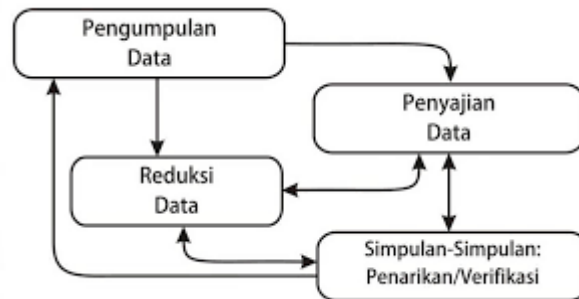 Pengumpulan
Data
Penyajian
Data
Reduksi
Data
Simpulan-Simpulan:
Penarikan/Verifikasi